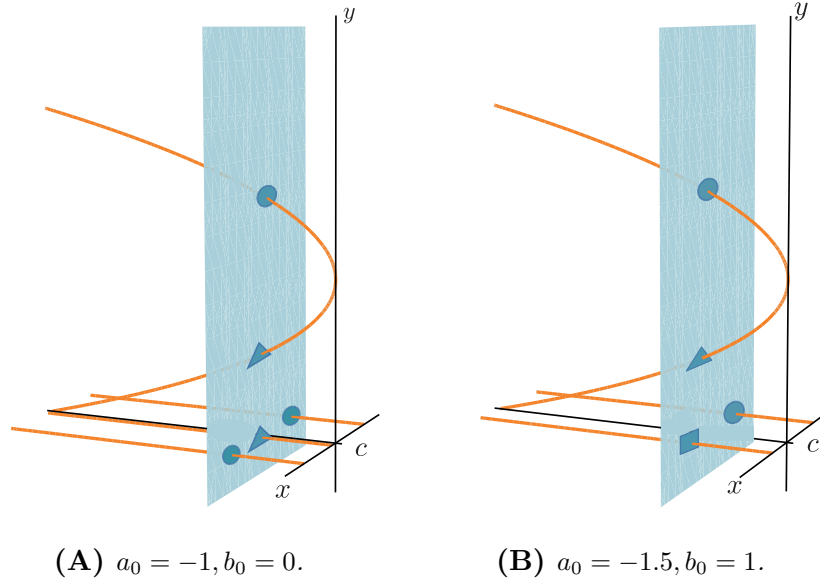 y
y
c
c
x
x
(A) a₀ = −1, b₀ = 0.
(B) a₀ = −1.5, b₀ = 1.